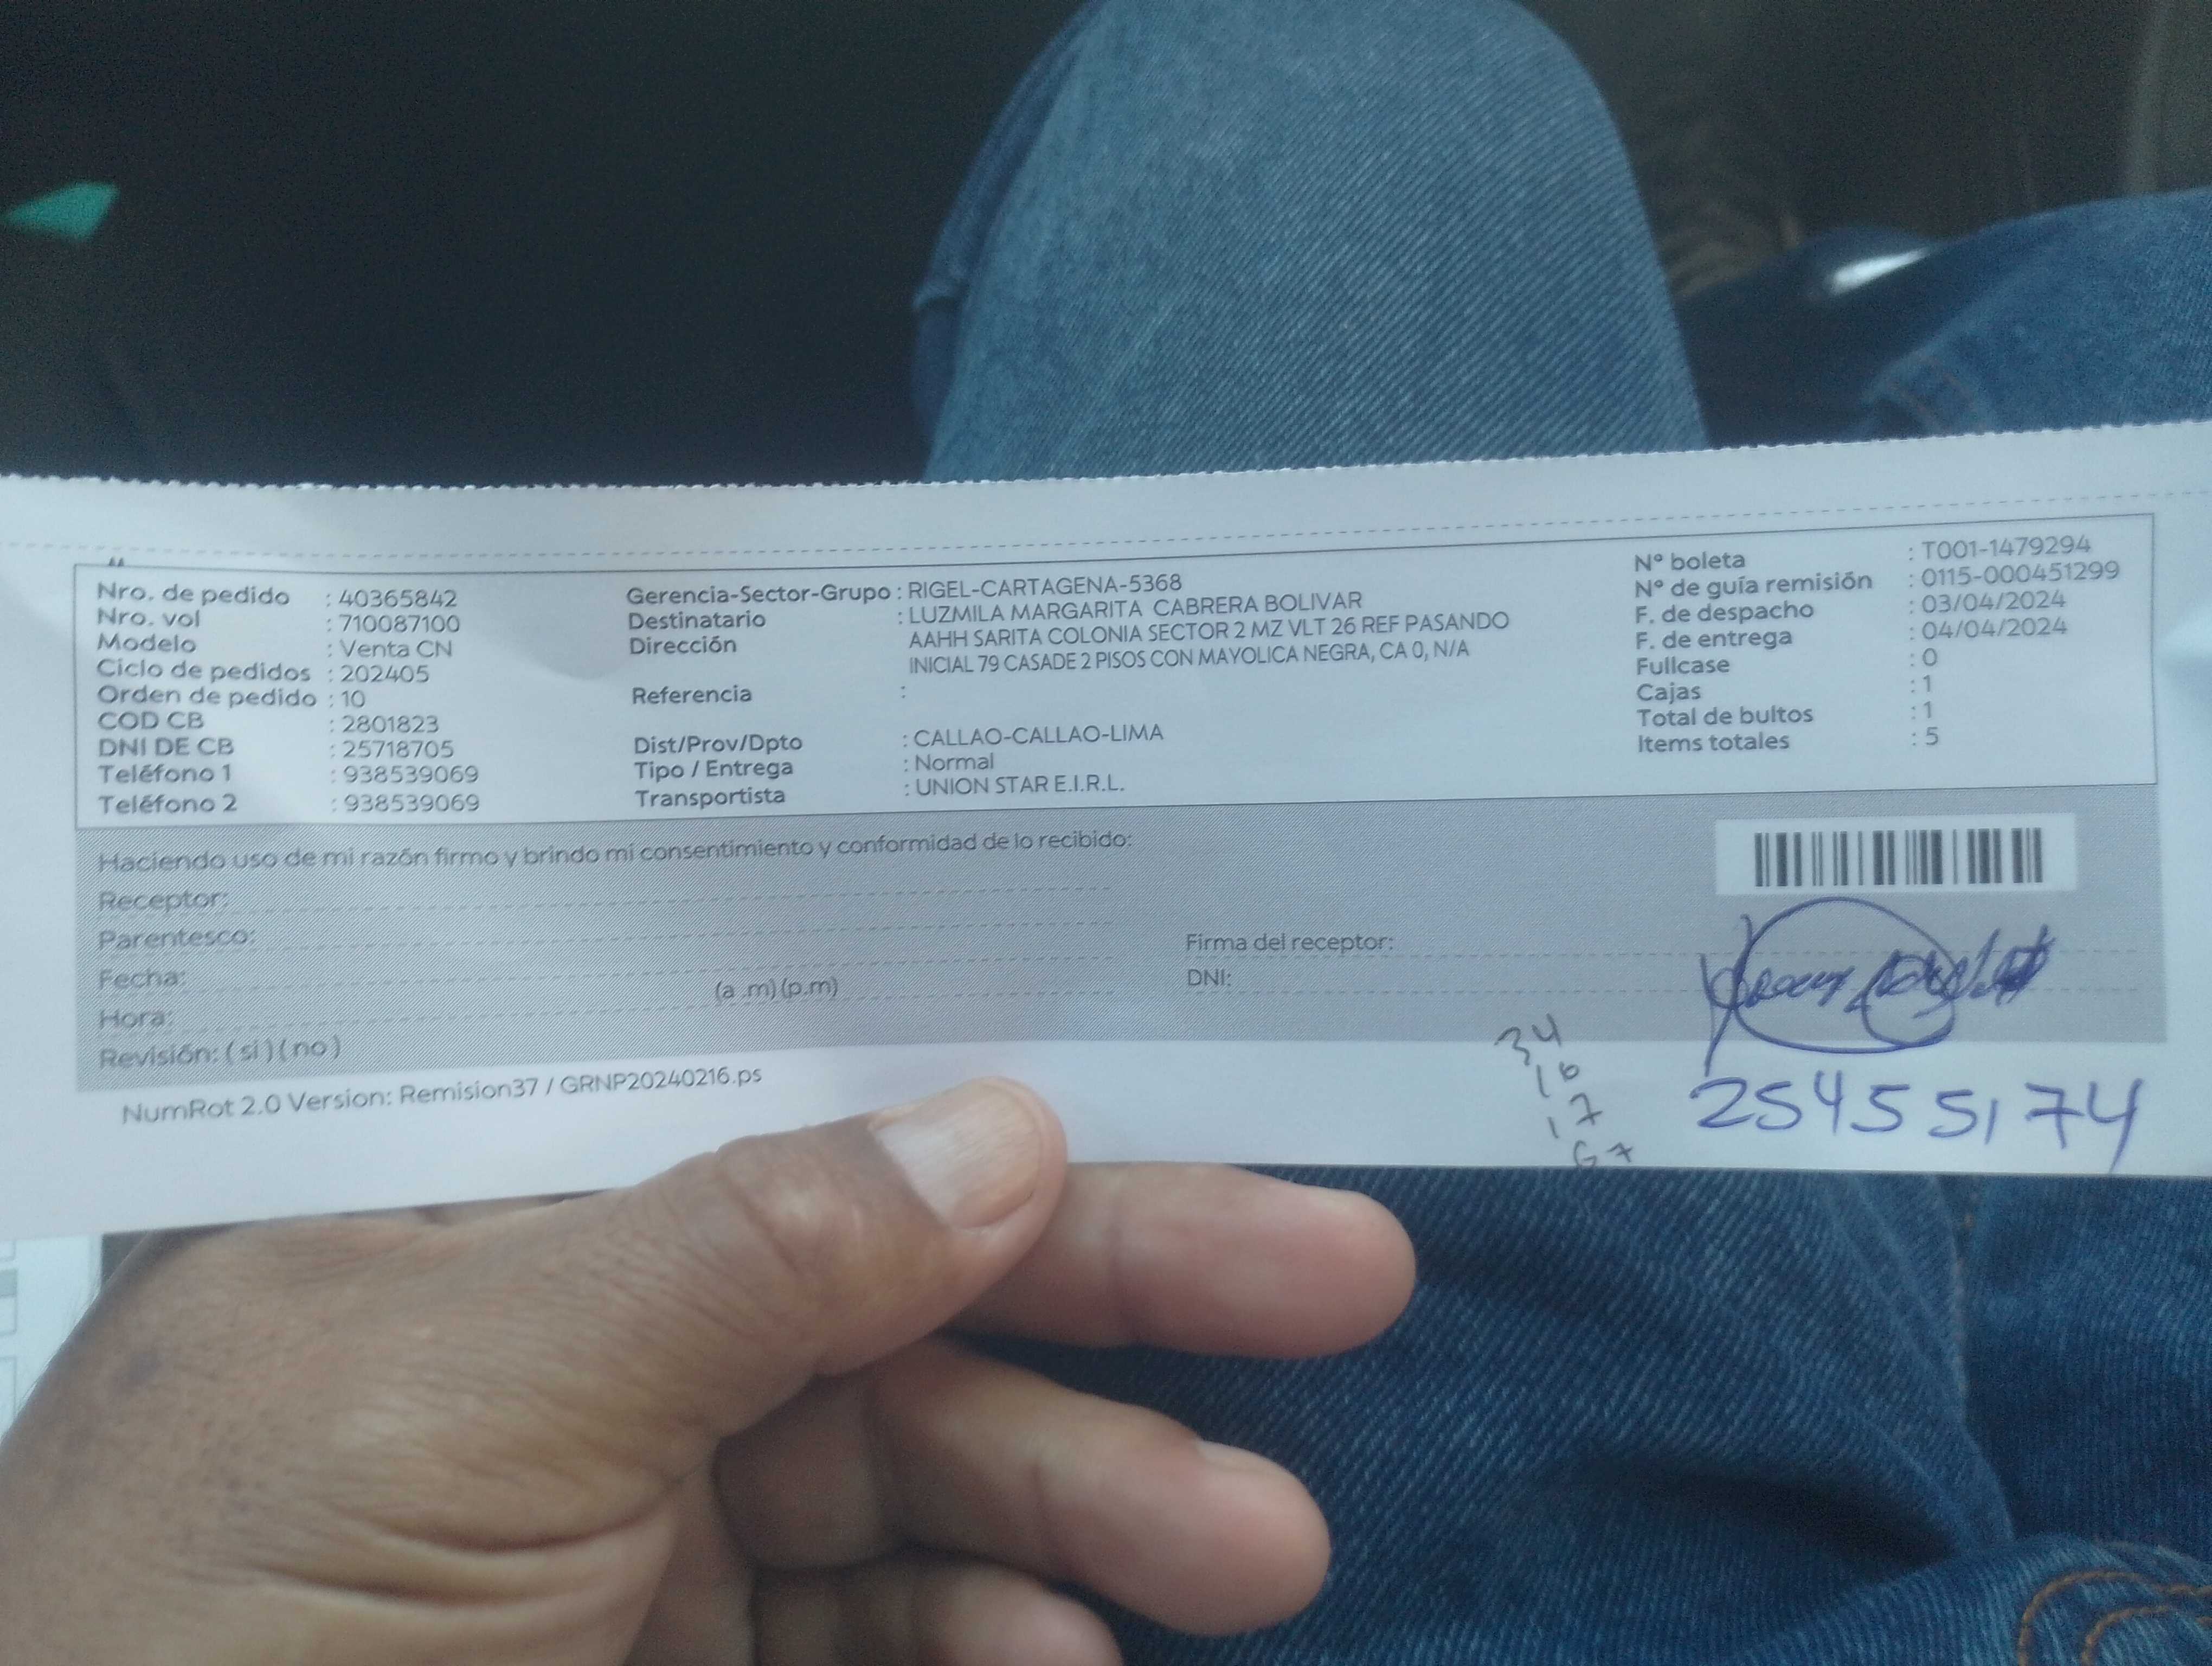 Nro. de pedido : 40365842
Nro. vol : 710087100
Modelo : Venta CN
Ciclo de pedidos : 202405
Orden de pedido : 10
COD CB : 2801823
DNI DE CB : 25718705
Teléfono 1 : 938539069
Teléfono 2 : 938539069
Gerencia-Sector-Grupo : RIGEL-CARTAGENA-5368
Destinatario : LUZMILA MARGARITA CABRERA BOLIVAR
Dirección AAHH SARITA COLONIA SECTOR 2 MZ VLT 26 REF PASANDO
INICIAL 79 CASADE 2 PISOS CON MAYOLICA NEGRA, CA 0, N/A
Referencia :
Dist/Prov/Dpto : CALLAO-CALLAO-LIMA
Tipo / Entrega : Normal
Transportista : UNION STAR E.I.R.L.
Nº boleta : T001-1479294
Nº de guía remisión : 0115-000451299
F. de despacho : 03/04/2024
F. de entrega : 04/04/2024
Fullcase : 0
Cajas : 1
Total de bultos : 1
Items totales : 5
Haciendo uso de mi razón firmo y brindo mi consentimiento y conformidad de lo recibido:
Receptor:
Parentesco:
Fecha:
Hora: (a .m) (p.m)
Revisión: ( si ) ( no )
Firma del receptor:
DNI:
34
16
17
67
25455174
NumRot 2.0 Version: Remision37 / GRNP20240216.ps